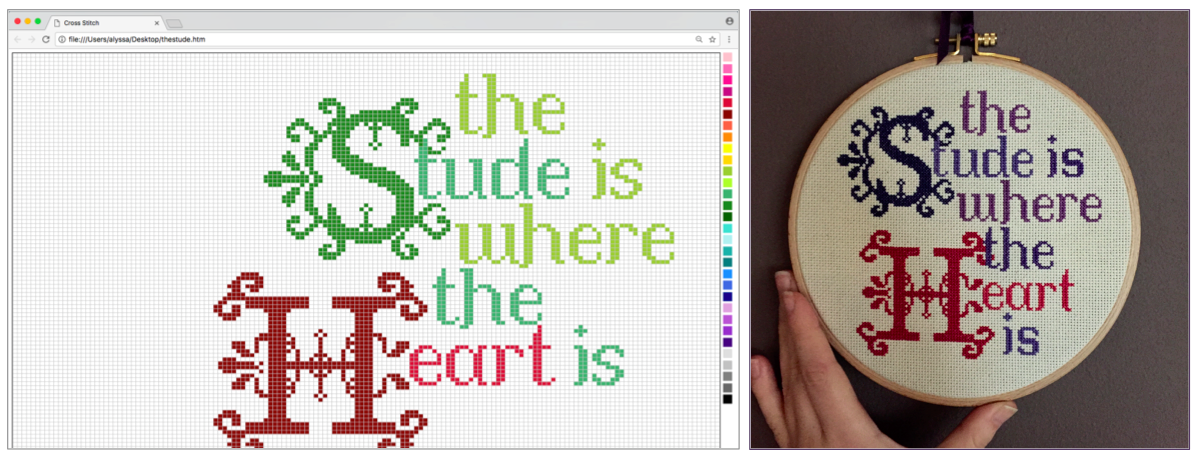 Cross Stitch
file:///Users/alyssa/Desktop/thestude.htm
the
Stude is
where
the
Heart is
the
Stude is
where
the
Heart
is